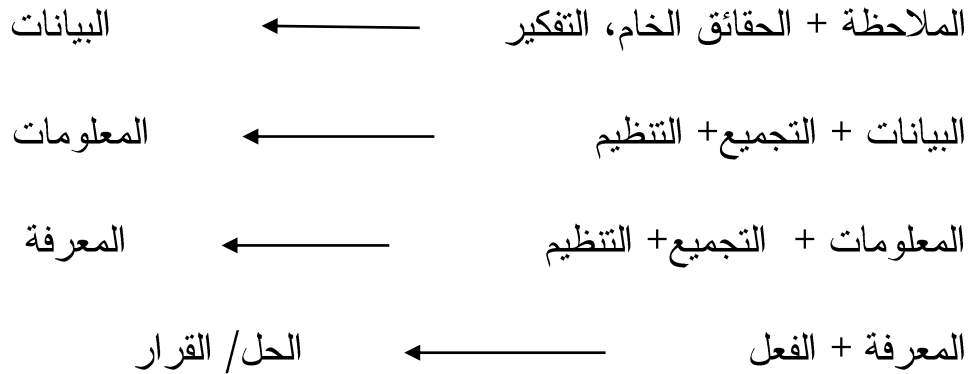 الملاحظة + الحقائق الخام، التفكير ← البيانات
البيانات + التجميع+ التنظيم ← المعلومات
المعلومات + التجميع+ التنظيم ← المعرفة
المعرفة + الفعل ← الحل/ القرار